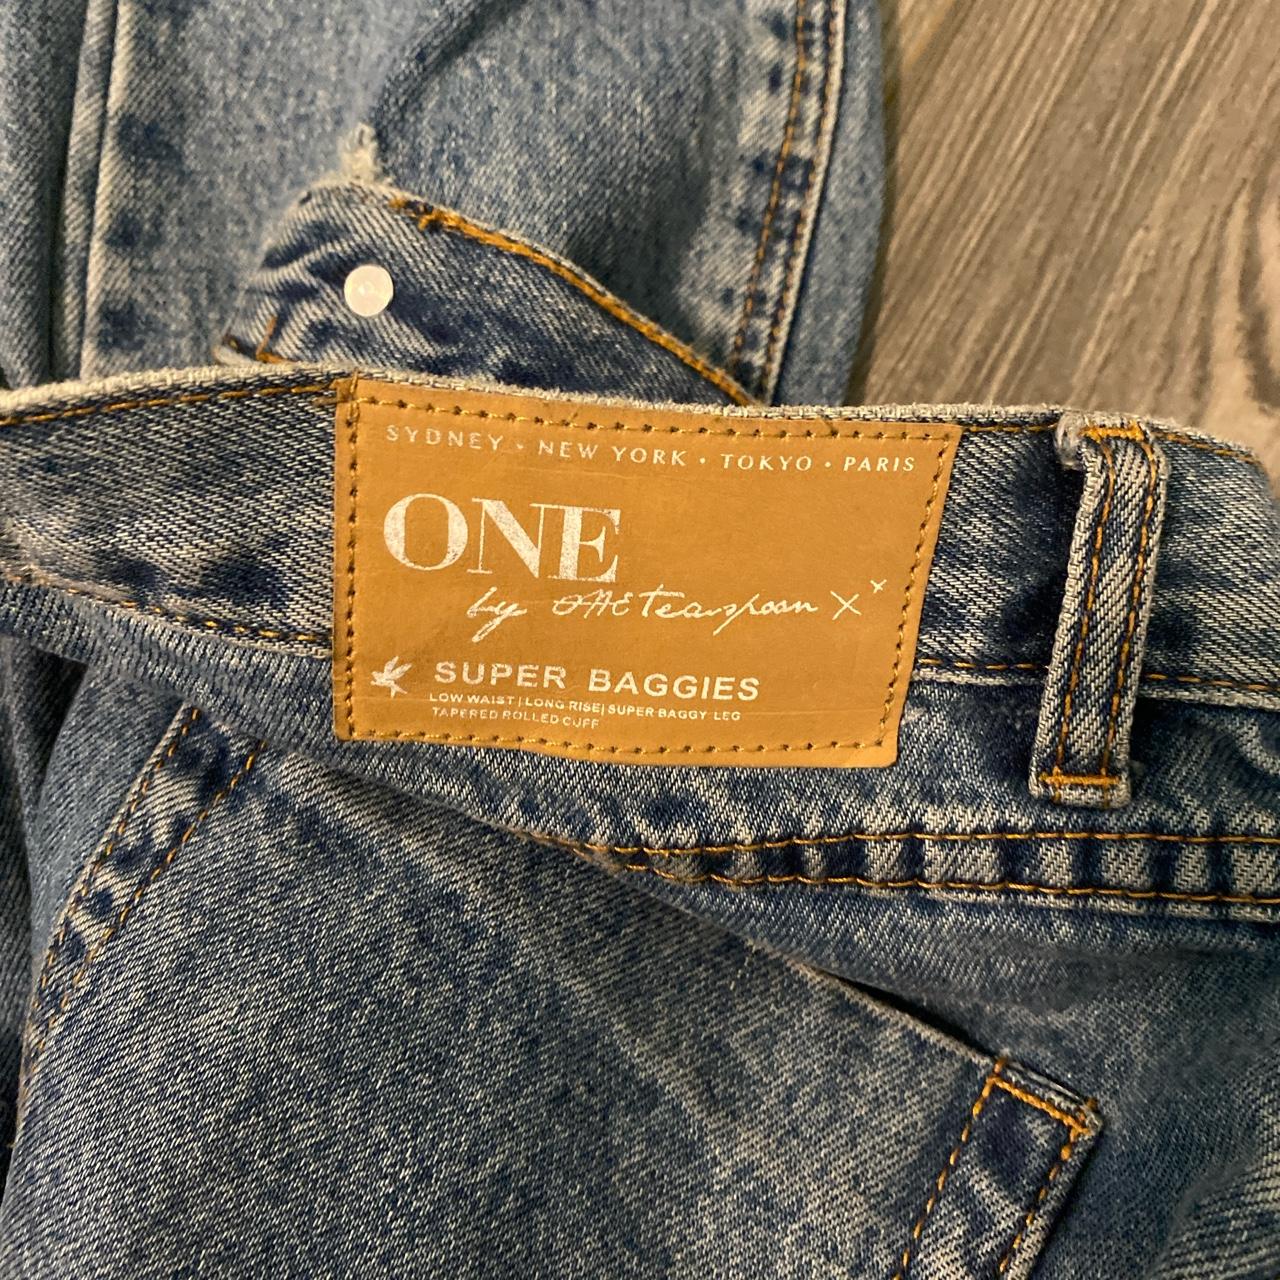 SYDNEY • NEW YORK • TOKYO • PARIS
ONE
by ONE teaspoon X x
SUPER BAGGIES
LOW WAIST | LONG RISE| SUPER BAGGY LEG
TAPERED ROLLED CUFF